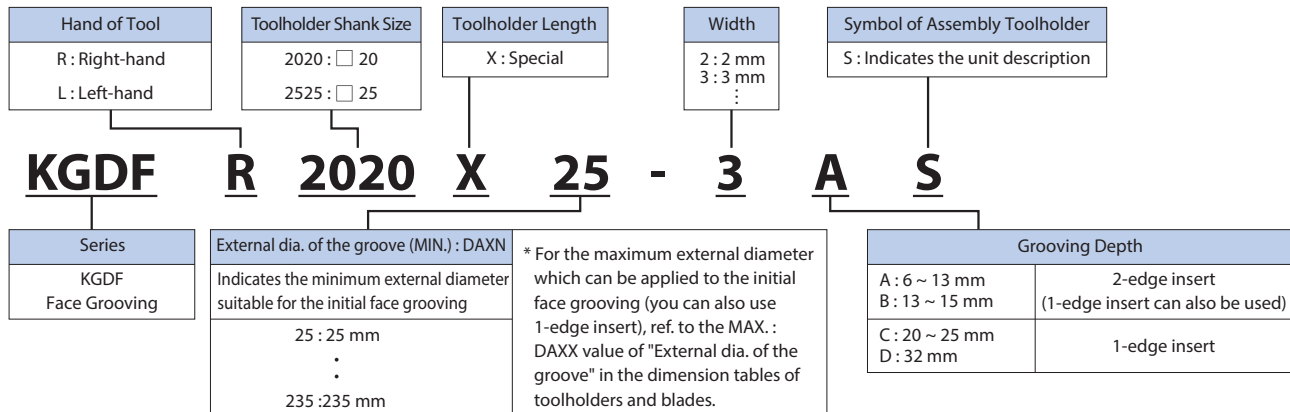 Hand of Tool
R : Right-hand
L : Left-hand
Toolholder Shank Size
2020 : □ 20
2525 : □ 25
Toolholder Length
X : Special
Width
2 : 2 mm
3 : 3 mm
⋮
Symbol of Assembly Toolholder
S : Indicates the unit description
KGDF R 2020 X 25 - 3 A S
Series
KGDF
Face Grooving
External dia. of the groove (MIN.) : DAXN
Indicates the minimum external diameter
suitable for the initial face grooving
25 : 25 mm
•
•
235 :235 mm
* For the maximum external diameter
which can be applied to the initial
face grooving (you can also use
1-edge insert), ref. to the MAX. :
DAXX value of "External dia. of the
groove" in the dimension tables of
toolholders and blades.
Grooving Depth
A : 6 ~ 13 mm
B : 13 ~ 15 mm
2-edge insert
(1-edge insert can also be used)
C : 20 ~ 25 mm
D : 32 mm
1-edge insert